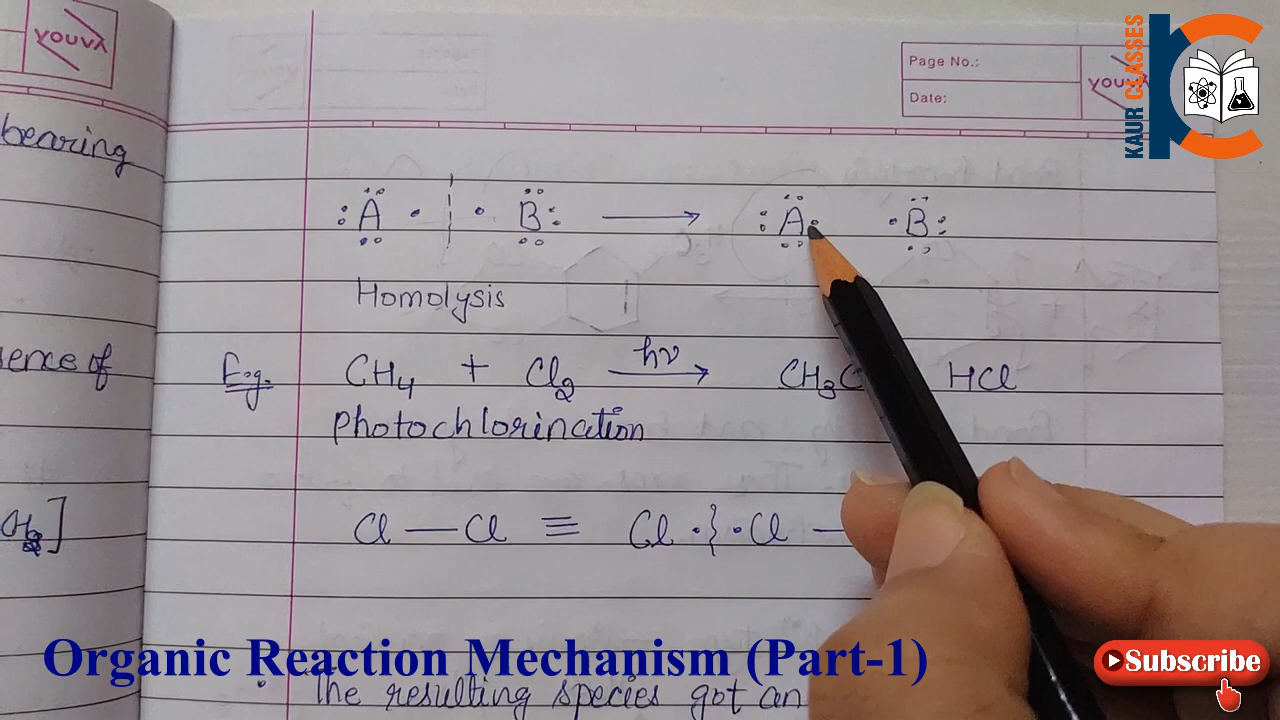 youva
Page No.:
Date:
youva
KAUR CLASSES
bearing
:A · | · B: ⟶ :A· ·B:
Homolysis
sence of
E.g. CH4 + Cl2 hν⟶ CH3C HCl
photochlorination
Cl — Cl ≡ Cl ·} · Cl —
Organic Reaction Mechanism (Part-1)
Subscribe
• The resulting species got an